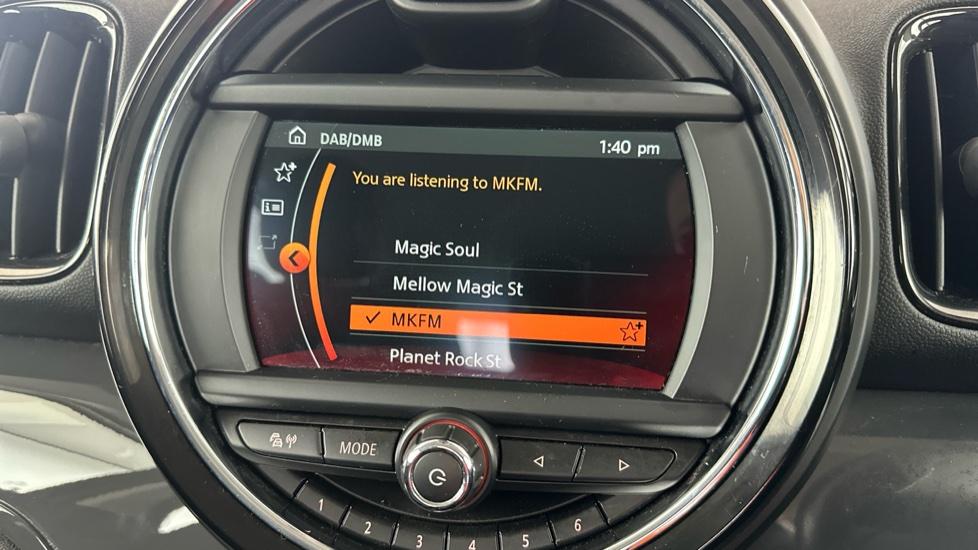 DAB/DMB 1:40 pm
You are listening to MKFM.
Magic Soul
Mellow Magic St
MKFM
Planet Rock St
MODE
1 2 3 4 5 6